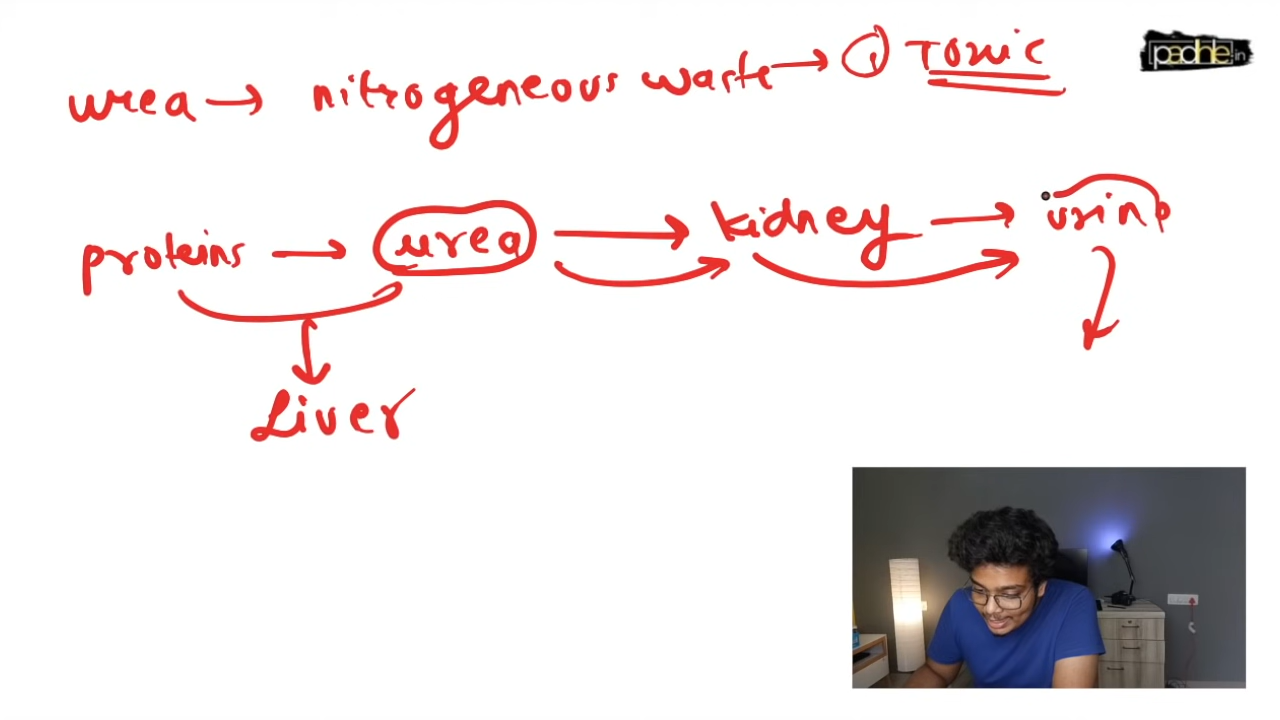 urea → nitrogeneous waste → ① Toxic
padhle.in
proteins → urea → kidney → urine
Liver